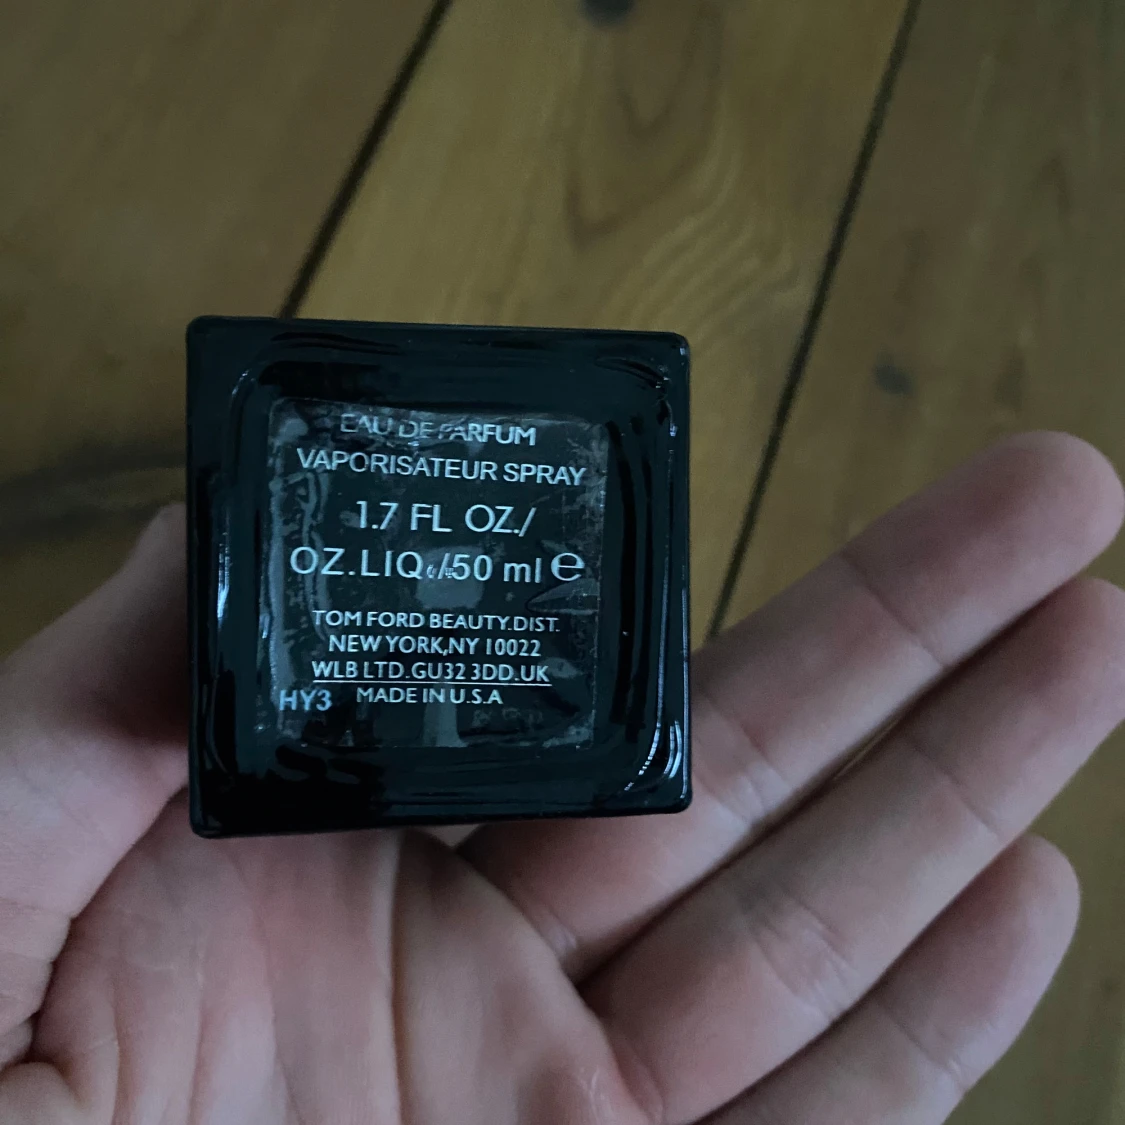 EAU DE PARFUM
VAPORISATEUR SPRAY
1.7 FL OZ./
OZ.LIQ./50 ml ℮
TOM FORD BEAUTY.DIST.
NEW YORK,NY 10022
WLB LTD.GU32 3DD.UK
HY3 MADE IN U.S.A